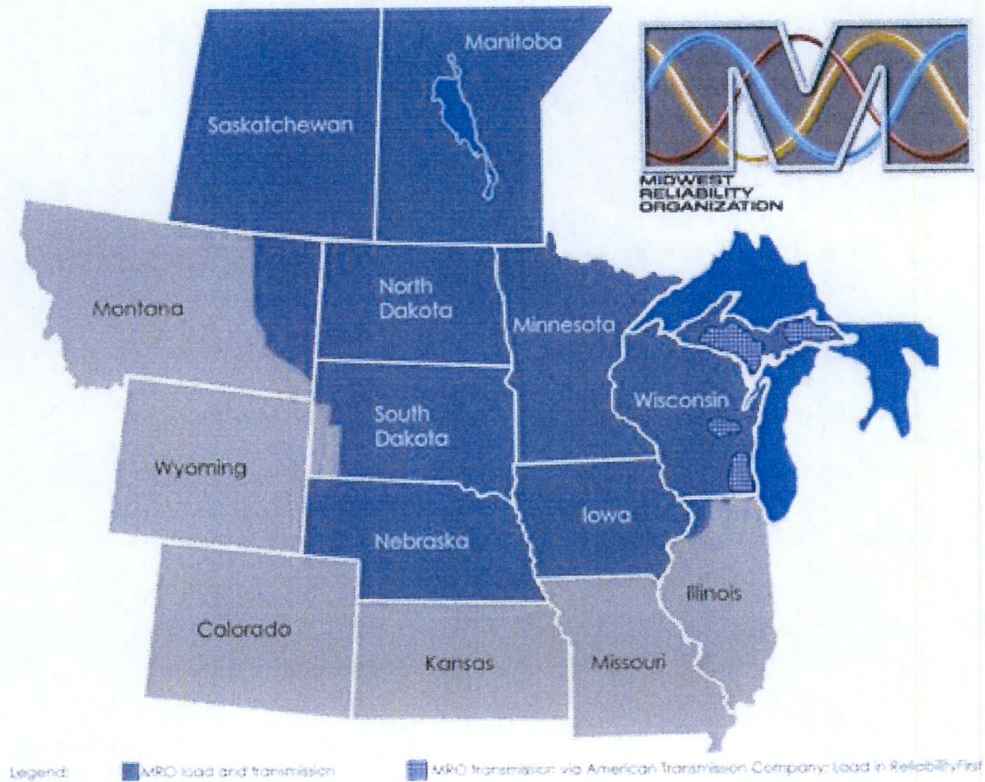 Manitoba
Saskatchewan
MIDWEST
RELIABILITY
ORGANIZATION
Montana
North
Dakota
Minnesota
Wisconsin
South
Dakota
Wyoming
Iowa
Nebraska
Illinois
Colorado
Kansas
Missouri
Legend:
MRO load and transmission
MRO transmission via American Transmission Company: Load in ReliabilityFirst